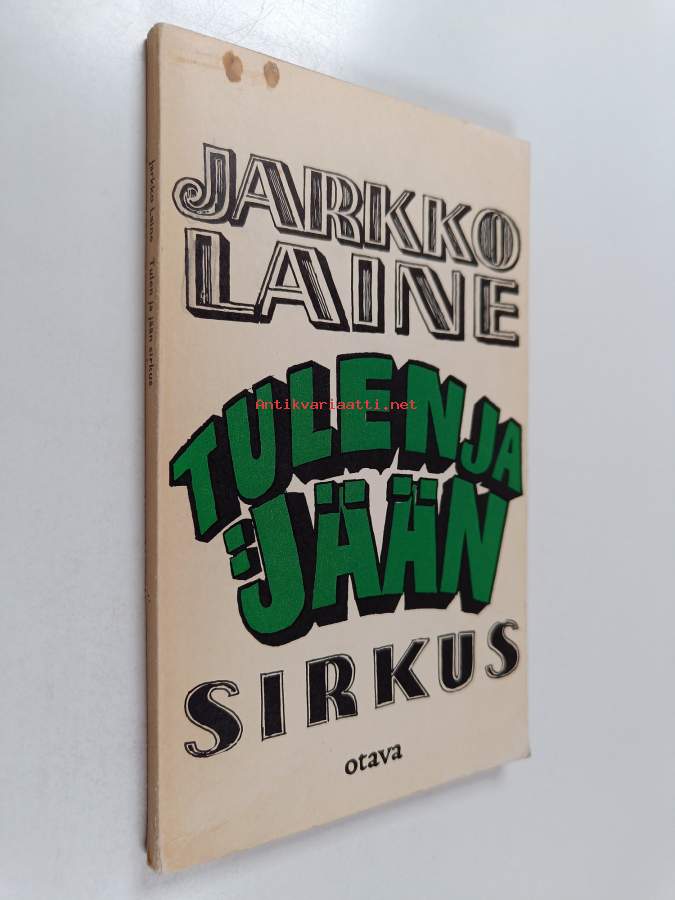 JARKKO
LAINE
TULEN JA
JÄÄN
SIRKUS
otava
Jarkko Laine Tulen ja jään sirkus
Antikvariaatti.net